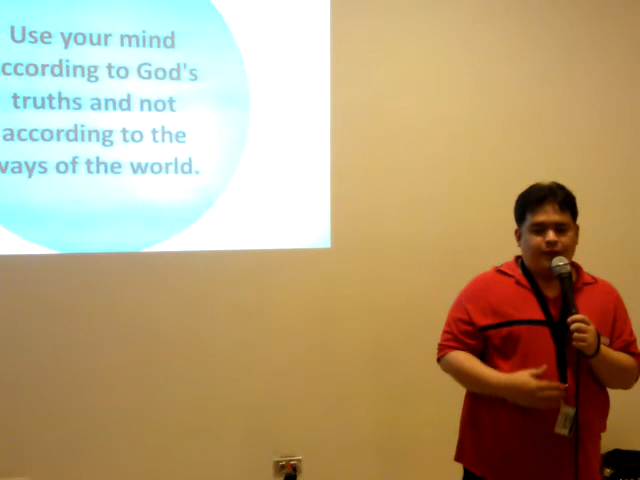 Use your mind
ccording to God's
truths and not
according to the
ways of the world.